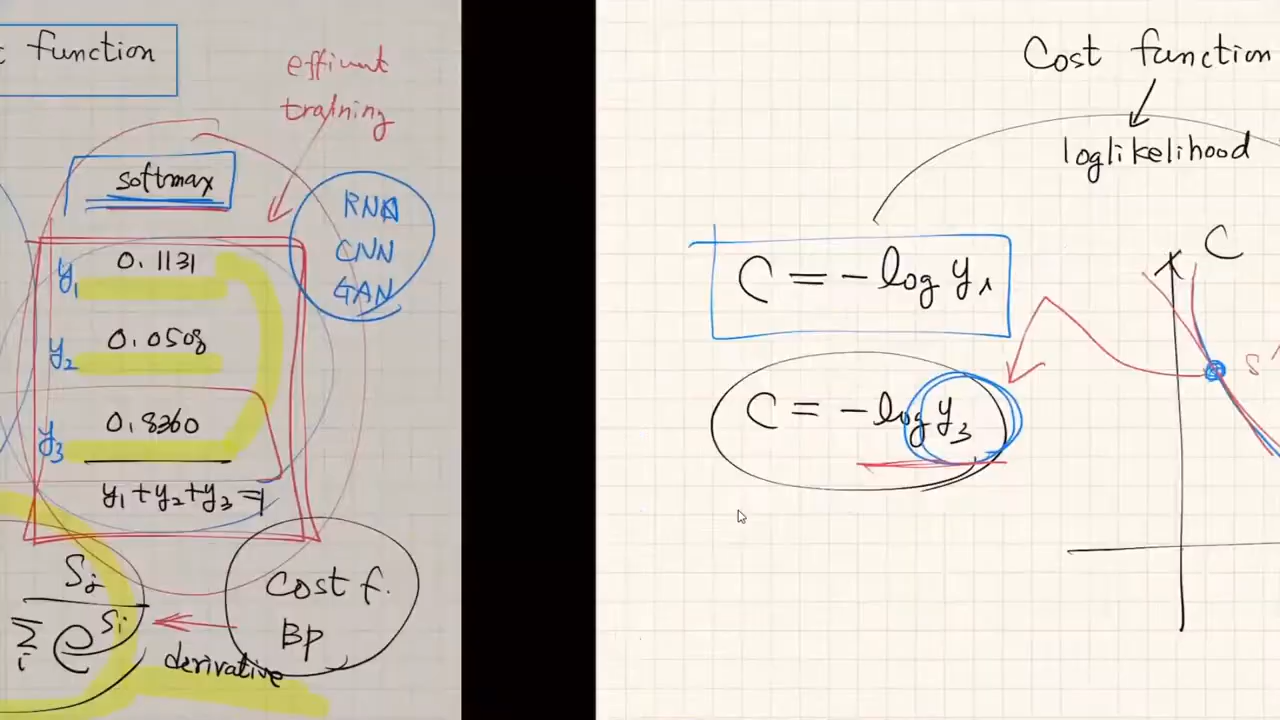 function
effiunt
training
softmax
RNN
CNN
GAN
y₁ 0.1131
y₂ 0.0508
y₃ 0.8360
y₁+y₂+y₃=1
Sⱼ
Σ e^Sᵢ
i
Cost f.
Bp
derivative
Cost function
loglikelihood
C = -log y₁
C = -log y₃
C
s'